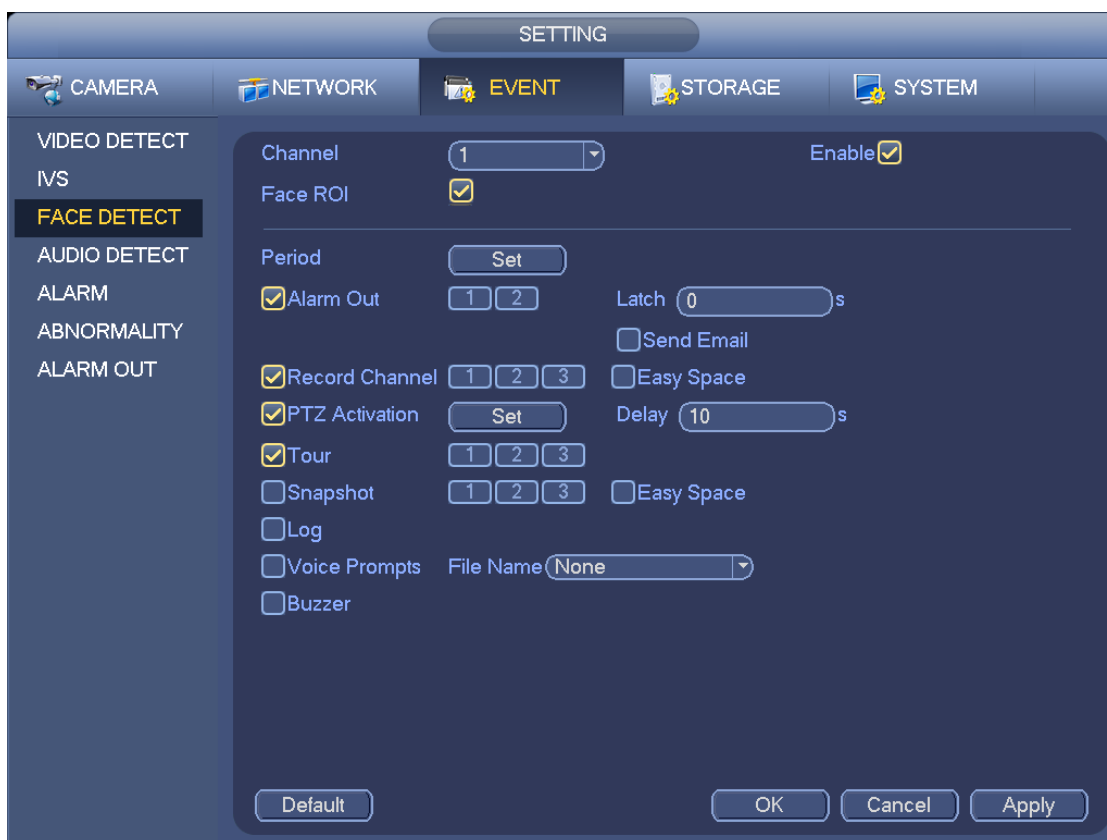 SETTING
CAMERA NETWORK EVENT STORAGE SYSTEM
VIDEO DETECT
IVS
FACE DETECT
AUDIO DETECT
ALARM
ABNORMALITY
ALARM OUT
Channel 1 Enable
Face ROI
Period Set
Alarm Out 1 2 Latch 0 s
Send Email
Record Channel 1 2 3 Easy Space
PTZ Activation Set Delay 10 s
Tour 1 2 3
Snapshot 1 2 3 Easy Space
Log
Voice Prompts File Name None
Buzzer
Default OK Cancel Apply